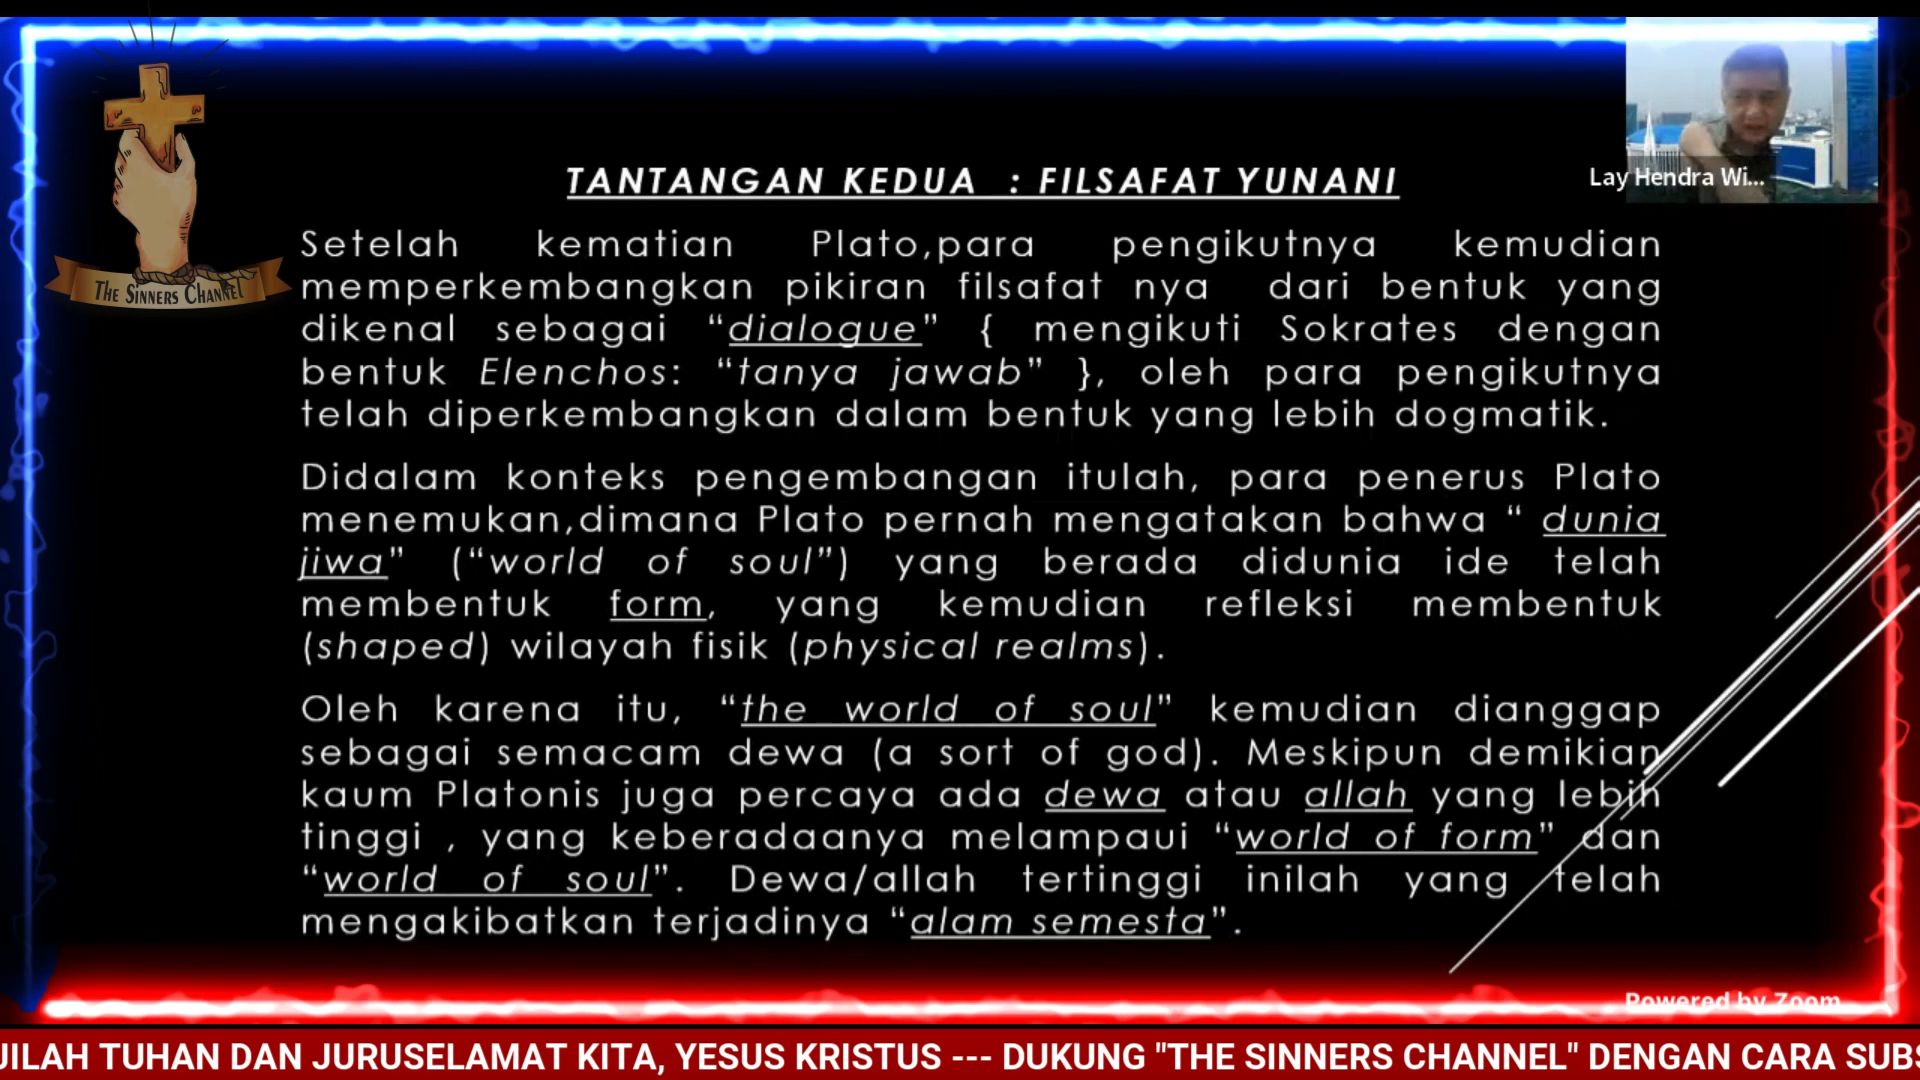 TANTANGAN KEDUA : FILSAFAT YUNANI
Lay Hendra Wi...
THE SINNERS CHANNEL
Setelah kematian Plato,para pengikutnya kemudian
memperkembangkan pikiran filsafat nya dari bentuk yang
dikenal sebagai “dialogue” { mengikuti Sokrates dengan
bentuk Elenchos: “tanya jawab” }, oleh para pengikutnya
telah diperkembangkan dalam bentuk yang lebih dogmatik.
Didalam konteks pengembangan itulah, para penerus Plato
menemukan,dimana Plato pernah mengatakan bahwa “ dunia
jiwa” (“world of soul”) yang berada didunia ide telah
membentuk form, yang kemudian refleksi membentuk
(shaped) wilayah fisik (physical realms).
Oleh karena itu, “the world of soul” kemudian dianggap
sebagai semacam dewa (a sort of god). Meskipun demikian
kaum Platonis juga percaya ada dewa atau allah yang lebih
tinggi , yang keberadaanya melampaui “world of form” dan
“world of soul”. Dewa/allah tertinggi inilah yang telah
mengakibatkan terjadinya “alam semesta”.
Powered by Zoom
JILAH TUHAN DAN JURUSELAMAT KITA, YESUS KRISTUS --- DUKUNG "THE SINNERS CHANNEL" DENGAN CARA SUBS